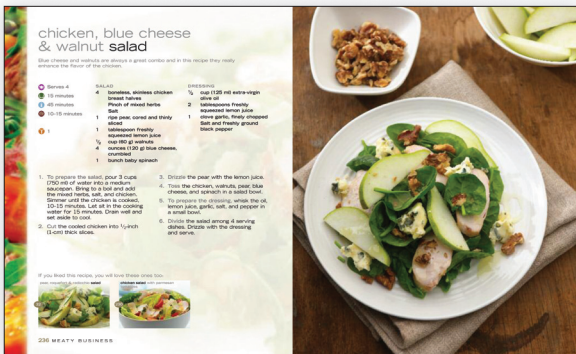 chicken, blue cheese
& walnut salad
Blue cheese and walnuts are always a great combo and in this recipe they really
enhance the flavor of the chicken.
Serves 4
15 minutes
45 minutes
10-15 minutes
1
SALAD
4 boneless, skinless chicken
breast halves
Pinch of mixed herbs
Salt
1 ripe pear, cored and thinly
sliced
1 tablespoon freshly
squeezed lemon juice
½ cup (60 g) walnuts
4 ounces (120 g) blue cheese,
crumbled
1 bunch baby spinach
DRESSING
cup (125 ml) extra-virgin
olive oil
2 tablespoons freshly
squeezed lemon juice
1 clove garlic, finely chopped
Salt and freshly ground
black pepper
1. To prepare the salad, pour 3 cups
(750 ml) of water into a medium
saucepan. Bring to a boil and add
the mixed herbs, salt, and chicken.
Simmer until the chicken is cooked,
10-15 minutes. Let sit in the cooking
water for 15 minutes. Drain well and
set aside to cool.
2. Cut the cooled chicken into ½-inch
(1-cm) thick slices.
3. Drizzle the pear with the lemon juice.
4. Toss the chicken, walnuts, pear, blue
cheese, and spinach in a salad bowl.
5. To prepare the dressing, whisk the oil,
lemon juice, garlic, salt, and pepper in
a small bowl.
6. Divide the salad among 4 serving
dishes. Drizzle with the dressing
and serve.
If you liked this recipe, you will love these ones too:
salad
chicken salad with parmesan
236 MEATY BUSINESS